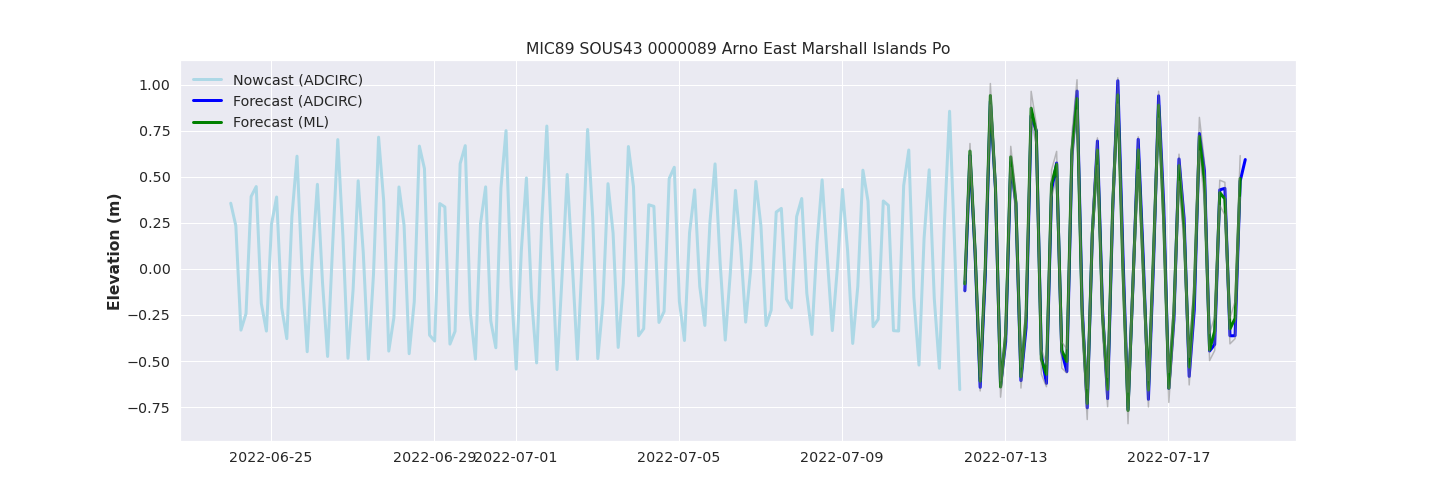 MIC89 SOUS43 0000089 Arno East Marshall Islands Po
Nowcast (ADCIRC)
Forecast (ADCIRC)
Forecast (ML)
Elevation (m)
1.00
0.75
0.50
0.25
0.00
−0.25
−0.50
−0.75
2022-06-25 2022-06-29 2022-07-01 2022-07-05 2022-07-09 2022-07-13 2022-07-17